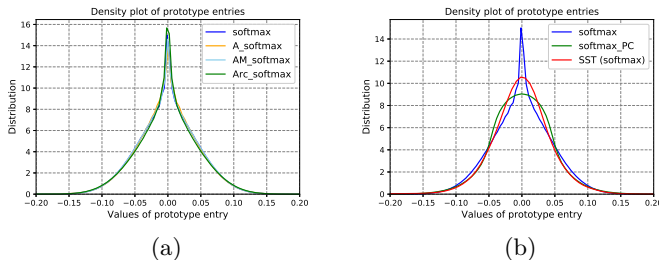 Density plot of prototype entries
16
14
12
10
8
6
4
2
0
Distribution
softmax
A_softmax
AM_softmax
Arc_softmax
−0.20 −0.15 −0.10 −0.05 0.00 0.05 0.10 0.15 0.20
Values of prototype entry
(a)
Density plot of prototype entries
14
12
10
8
6
4
2
0
Distribution
softmax
softmax_PC
SST (softmax)
−0.20 −0.15 −0.10 −0.05 0.00 0.05 0.10 0.15 0.20
Values of prototype entry
(b)